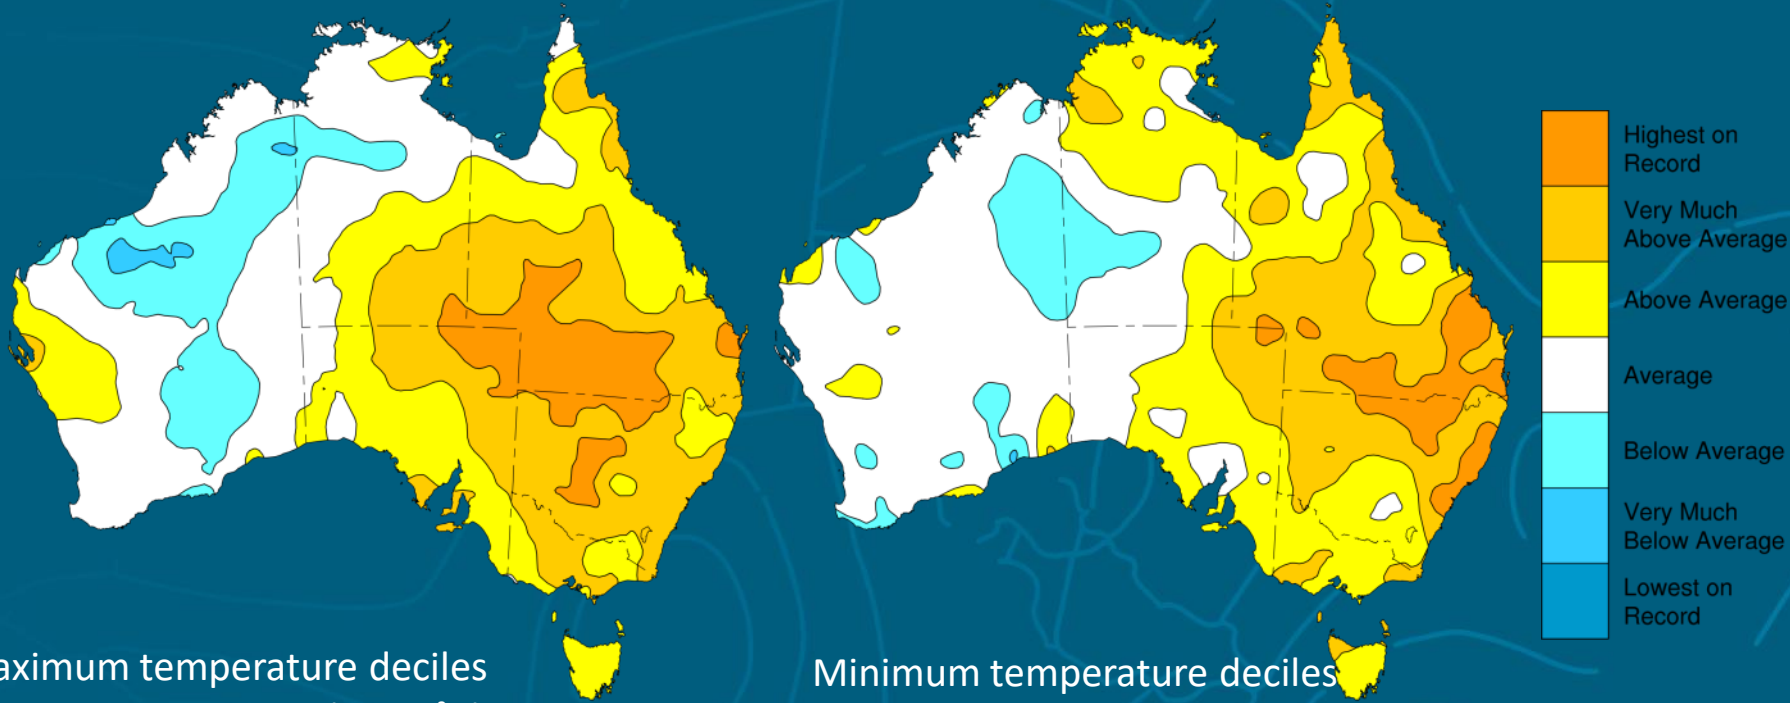 Highest on
Record
Very Much
Above Average
Above Average
Average
Below Average
Very Much
Below Average
Lowest on
Record
temperature deciles
Minimum temperature deciles